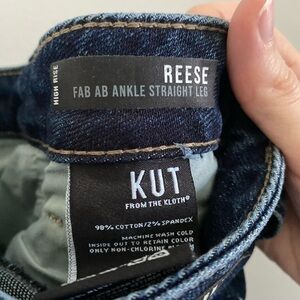 HIGH RISE
REESE
FAB AB ANKLE STRAIGHT LEG
KUT
FROM THE KLOTH®
98% COTTON/2% SPANDEX
MACHINE WASH COLD
INSIDE OUT TO RETAIN COLOR
ONLY NON-CHLORINE